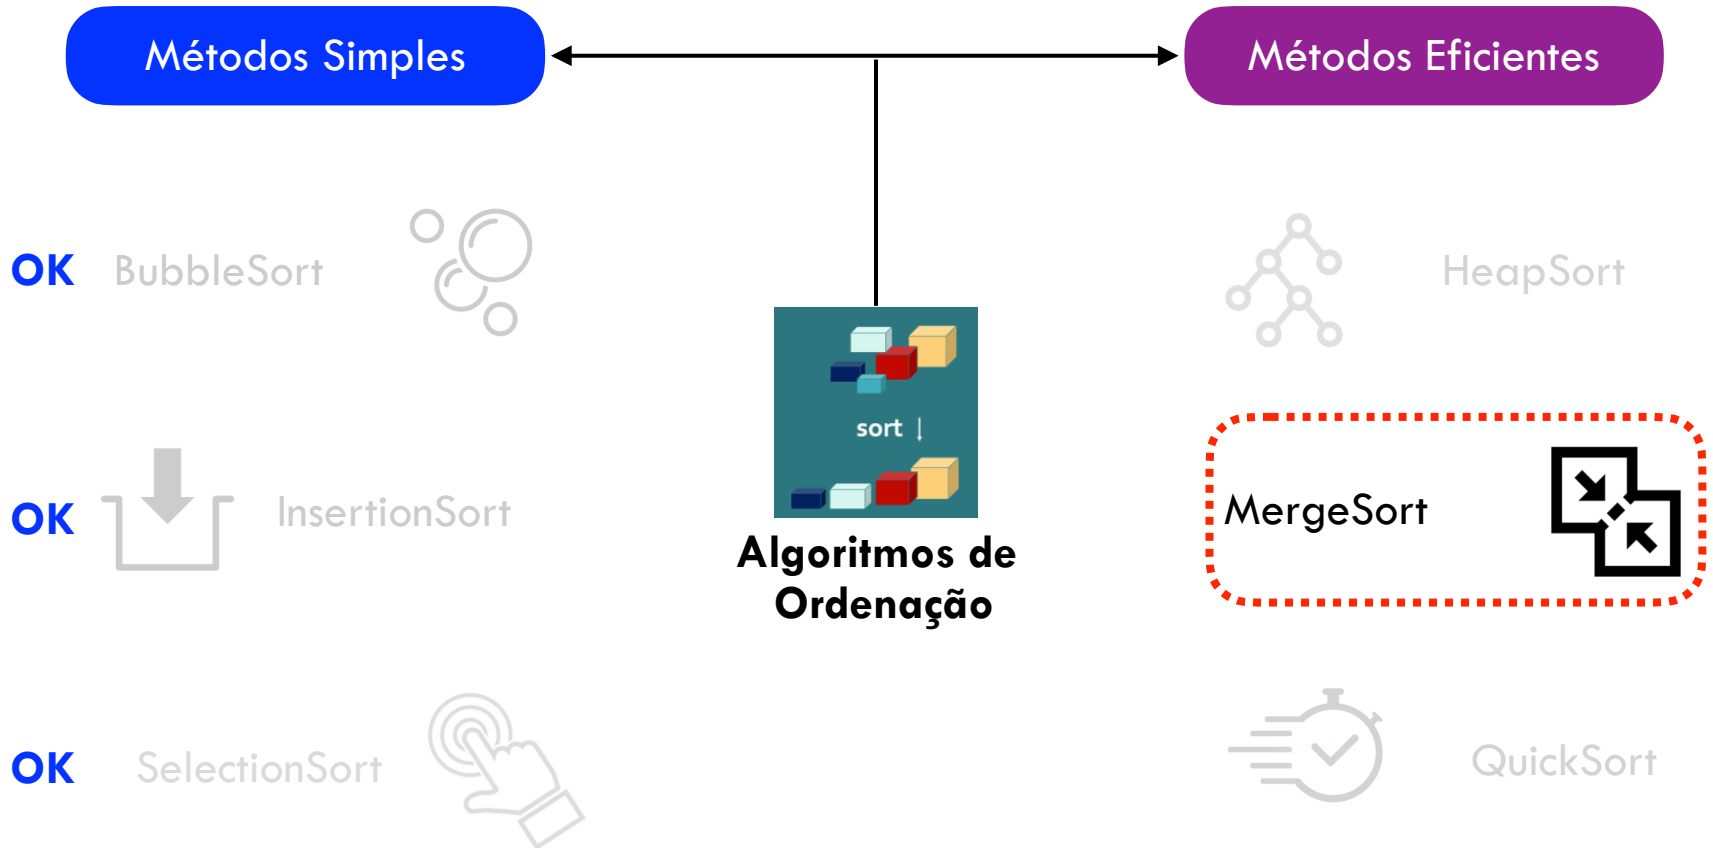 Métodos Simples
Métodos Eficientes
OK BubbleSort
HeapSort
sort ↓
OK InsertionSort
MergeSort
Algoritmos de
Ordenação
OK SelectionSort
QuickSort